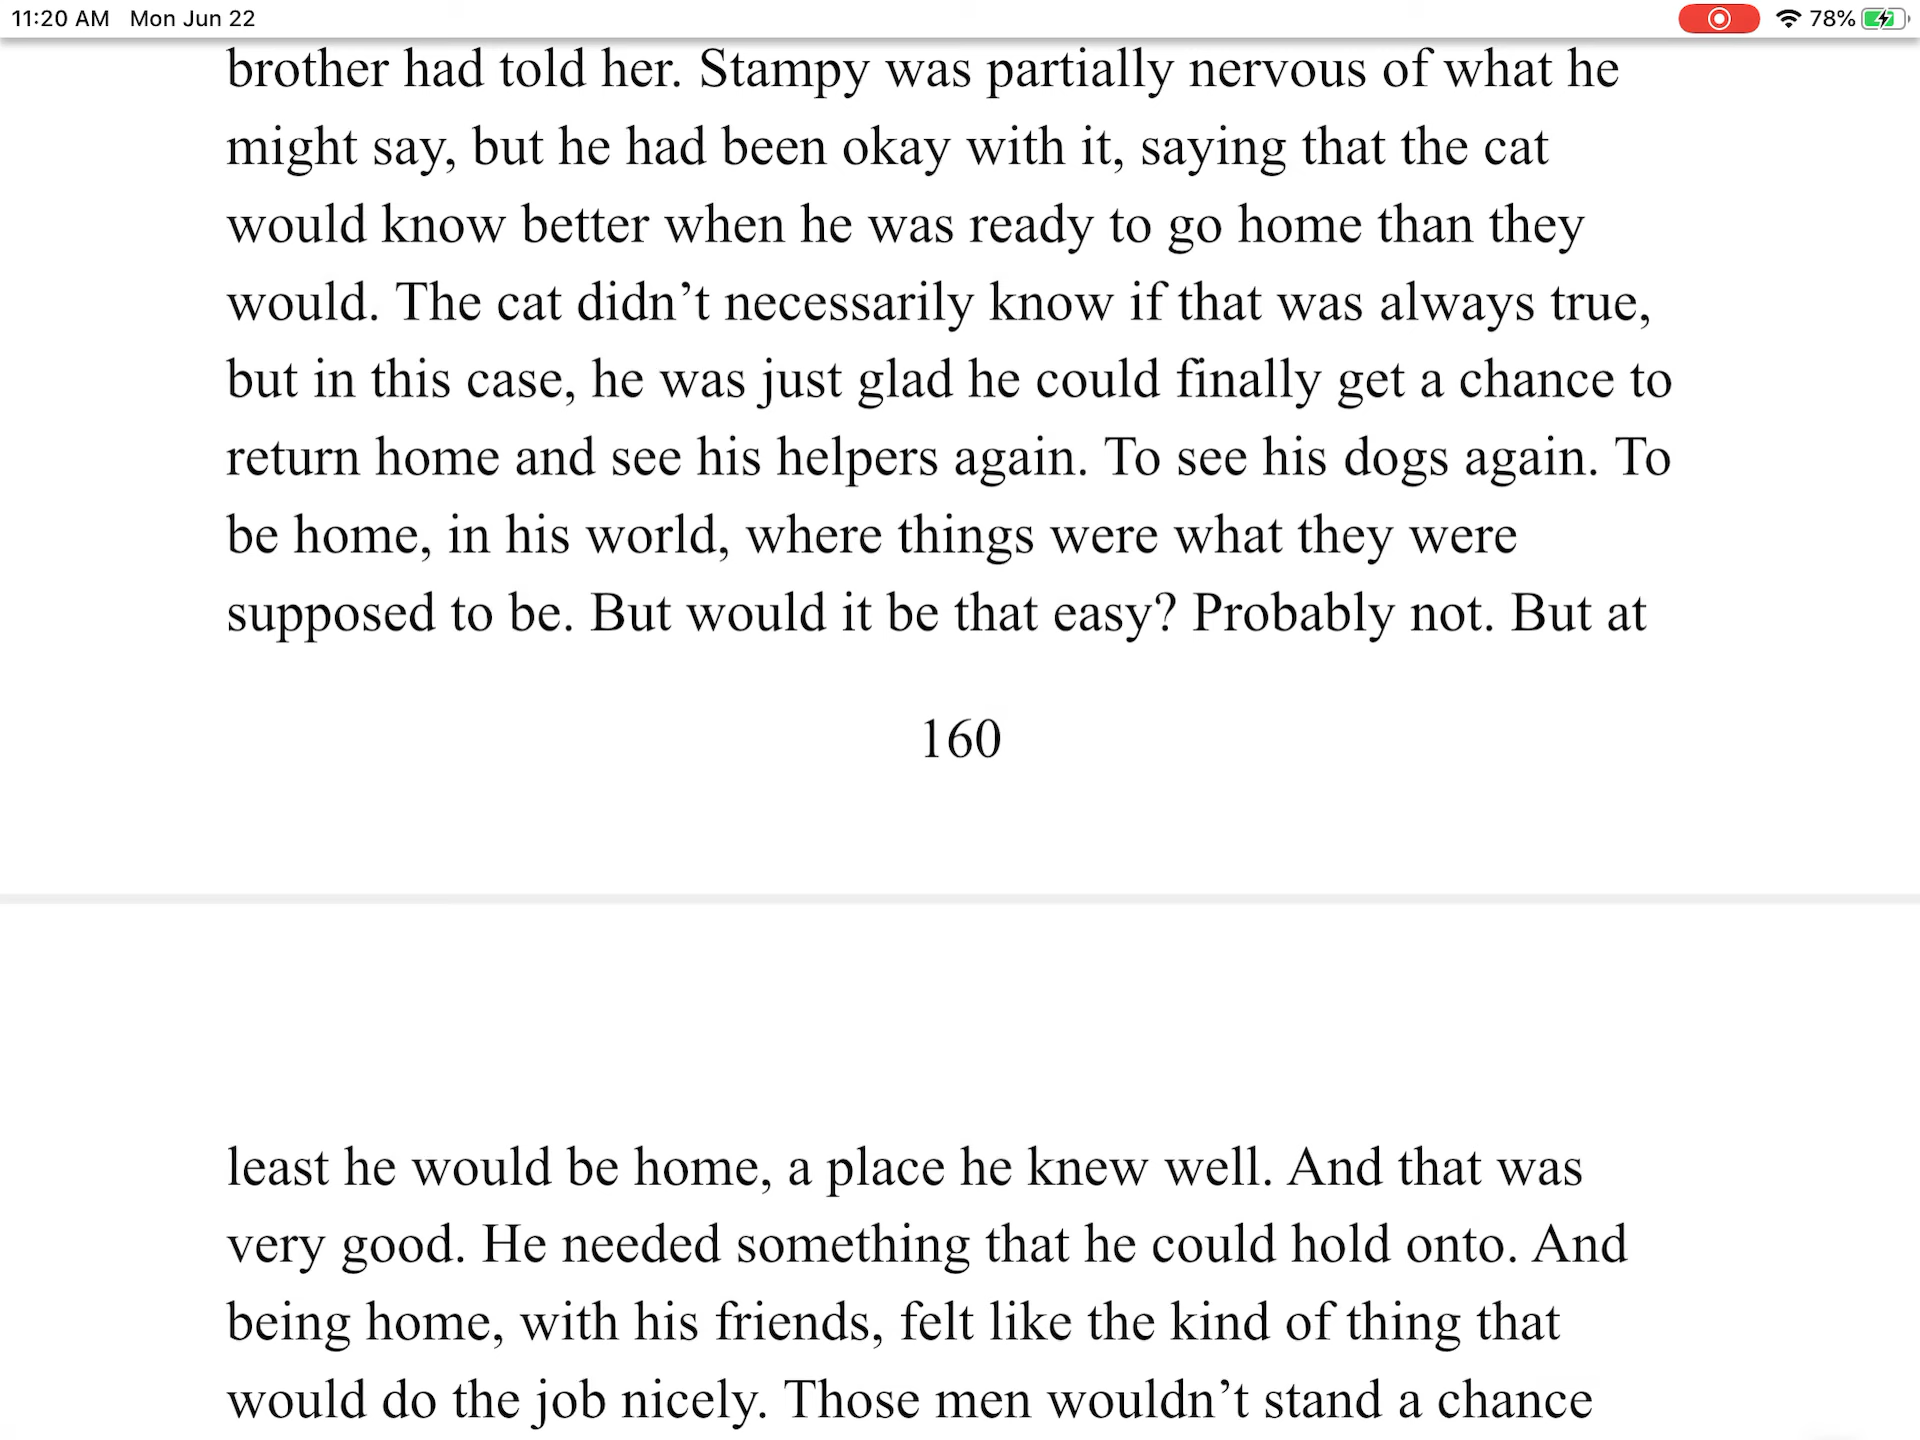 11:20 AM Mon Jun 22 78%
brother had told her. Stampy was partially nervous of what he
might say, but he had been okay with it, saying that the cat
would know better when he was ready to go home than they
would. The cat didn’t necessarily know if that was always true,
but in this case, he was just glad he could finally get a chance to
return home and see his helpers again. To see his dogs again. To
be home, in his world, where things were what they were
supposed to be. But would it be that easy? Probably not. But at
160
least he would be home, a place he knew well. And that was
very good. He needed something that he could hold onto. And
being home, with his friends, felt like the kind of thing that
would do the job nicely. Those men wouldn’t stand a chance